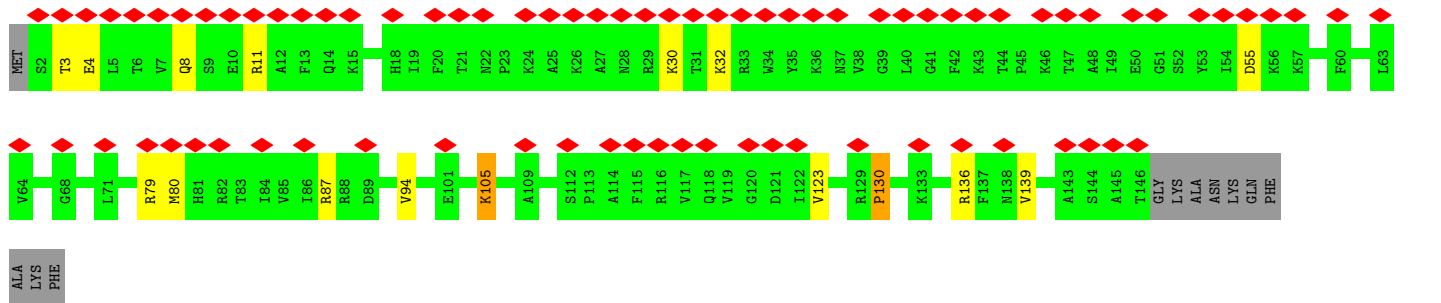 MET S2 T3 E4 L5 T6 V7 Q8 S9 E10 R11 A12 F13 Q14 K15 H18 I19 F20 T21 N22 P23 K24 A25 K26 A27 N28 R29 K30 T31 K32 R33 W34 Y35 K36 N37 V38 G39 L40 G41 F42 K43 T44 P45 K46 T47 A48 I49 E50 G51 S52 Y53 I54 D55 K56 K57 F60 L63
V64 G68 L71 R79 M80 H81 R82 T83 I84 V85 I86 R87 R88 D89 V94 E101 K105 A109 S112 P113 A114 F115 R116 V117 Q118 V119 G120 D121 I122 V123 R129 P130 K133 R136 F137 N138 V139 A143 S144 A145 T146 GLY LYS ALA ASN LYS GLN PHE
ALA LYS PHE